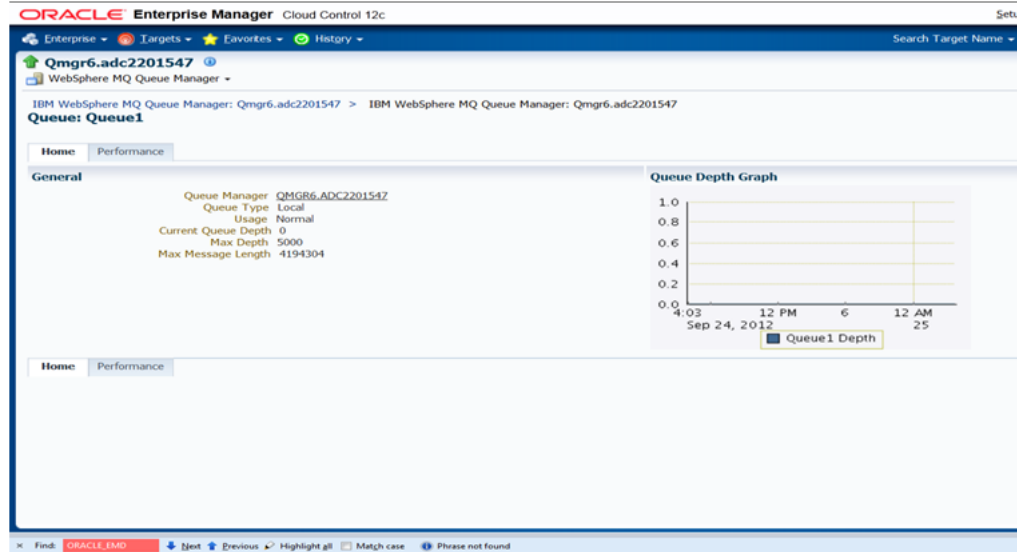 ORACLE Enterprise Manager Cloud Control 12c
Setu
Enterprise Targets Favorites History Search Target Name
Qmgr6.adc2201547
WebSphere MQ Queue Manager
IBM WebSphere MQ Queue Manager: Qmgr6.adc2201547 > IBM WebSphere MQ Queue Manager: Qmgr6.adc2201547
Queue: Queue1
Home Performance
General
Queue Manager QMGR6.ADC2201547
Queue Type Local
Usage Normal
Current Queue Depth 0
Max Depth 5000
Max Message Length 4194304
Queue Depth Graph
1.0
0.8
0.6
0.4
0.2
0.0
4:03 12 PM 6 12 AM
Sep 24, 2012 25
Queue1 Depth
Home Performance
× Find: ORACLE_EMD Next Previous Highlight all Match case Phrase not found